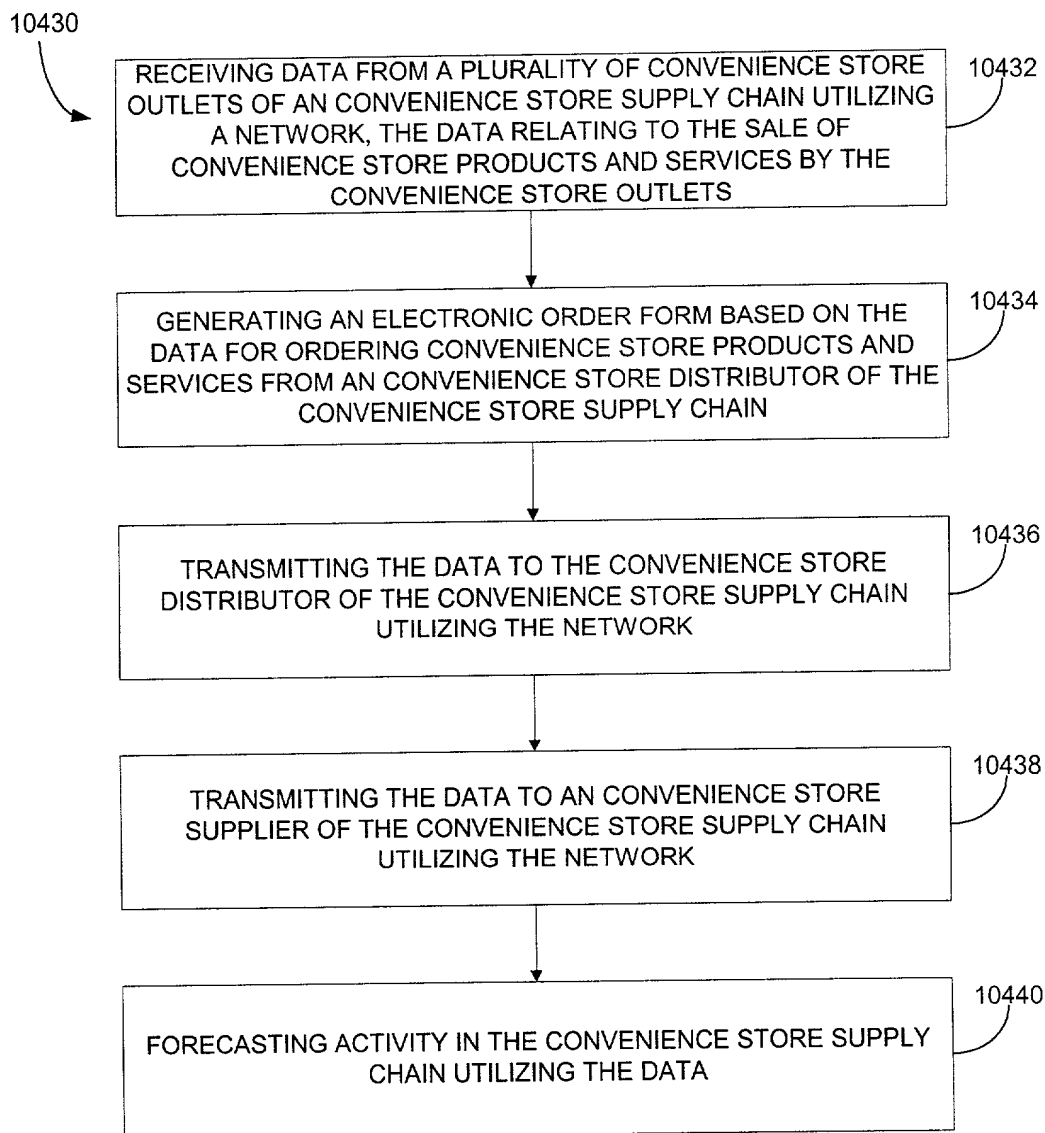 10430
RECEIVING DATA FROM A PLURALITY OF CONVENIENCE STORE
OUTLETS OF AN CONVENIENCE STORE SUPPLY CHAIN UTILIZING
A NETWORK, THE DATA RELATING TO THE SALE OF
CONVENIENCE STORE PRODUCTS AND SERVICES BY THE
CONVENIENCE STORE OUTLETS
10432
GENERATING AN ELECTRONIC ORDER FORM BASED ON THE
DATA FOR ORDERING CONVENIENCE STORE PRODUCTS AND
SERVICES FROM AN CONVENIENCE STORE DISTRIBUTOR OF THE
CONVENIENCE STORE SUPPLY CHAIN
10434
TRANSMITTING THE DATA TO THE CONVENIENCE STORE
DISTRIBUTOR OF THE CONVENIENCE STORE SUPPLY CHAIN
UTILIZING THE NETWORK
10436
TRANSMITTING THE DATA TO AN CONVENIENCE STORE
SUPPLIER OF THE CONVENIENCE STORE SUPPLY CHAIN
UTILIZING THE NETWORK
10438
FORECASTING ACTIVITY IN THE CONVENIENCE STORE SUPPLY
CHAIN UTILIZING THE DATA
10440